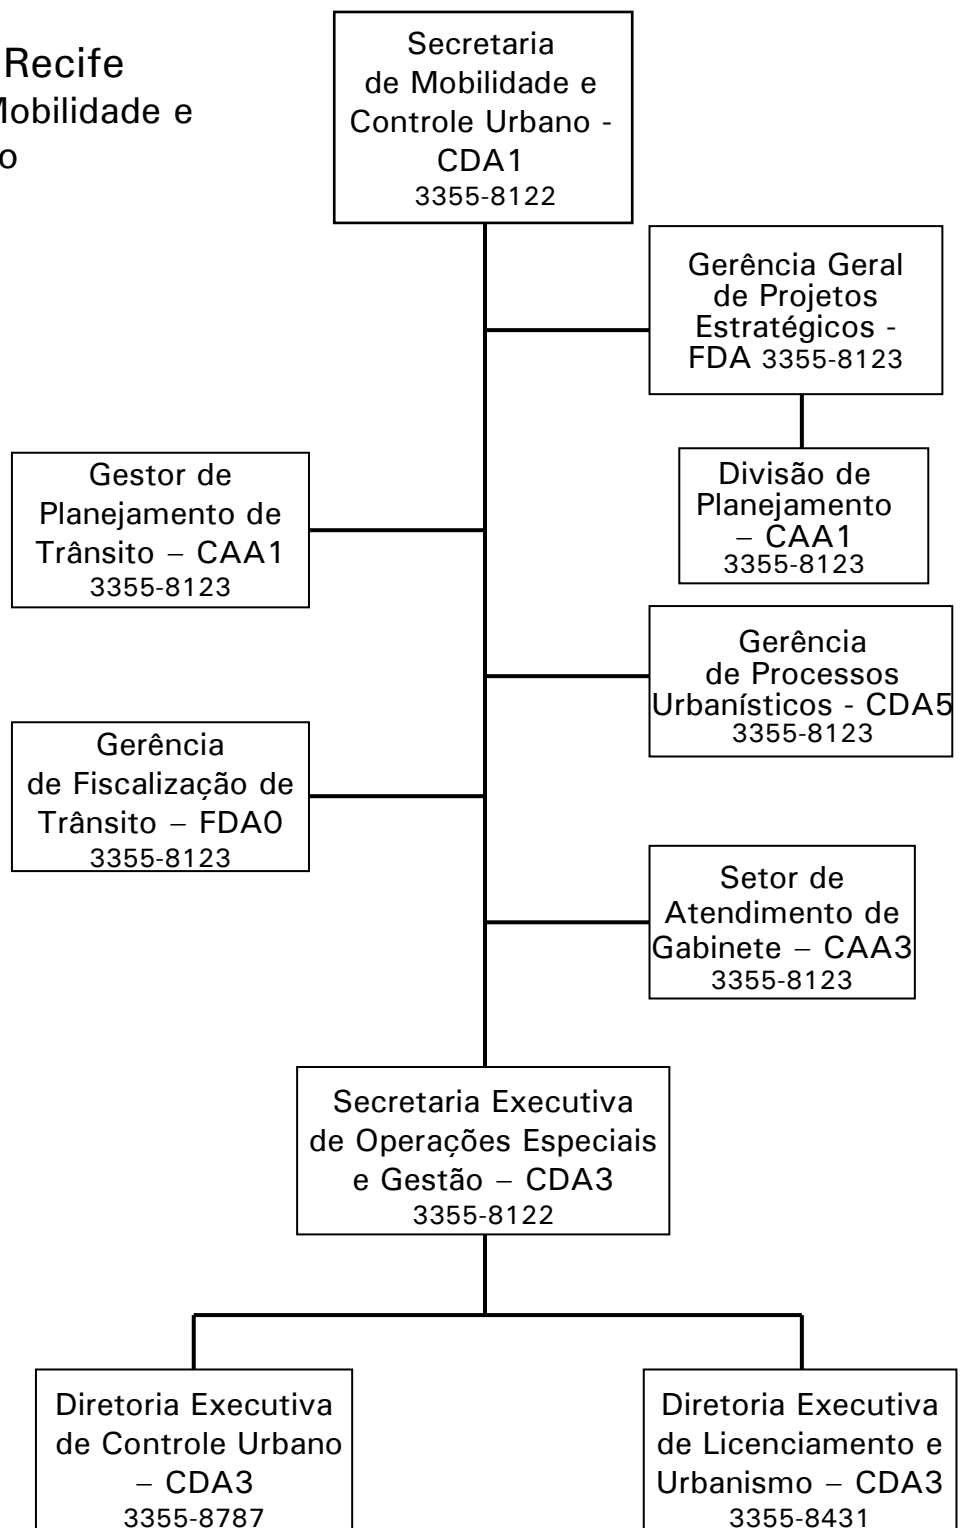 Recife
Mobilidade e
o
Secretaria
de Mobilidade e
Controle Urbano -
CDA1
3355-8122
Gerência Geral
de Projetos
Estratégicos -
FDA 3355-8123
Gestor de
Planejamento de
Trânsito – CAA1
3355-8123
Divisão de
Planejamento
– CAA1
3355-8123
Gerência
de Processos
Urbanísticos - CDA5
3355-8123
Gerência
de Fiscalização de
Trânsito – FDA0
3355-8123
Setor de
Atendimento de
Gabinete – CAA3
3355-8123
Secretaria Executiva
de Operações Especiais
e Gestão – CDA3
3355-8122
Diretoria Executiva
de Controle Urbano
– CDA3
3355-8787
Diretoria Executiva
de Licenciamento e
Urbanismo – CDA3
3355-8431